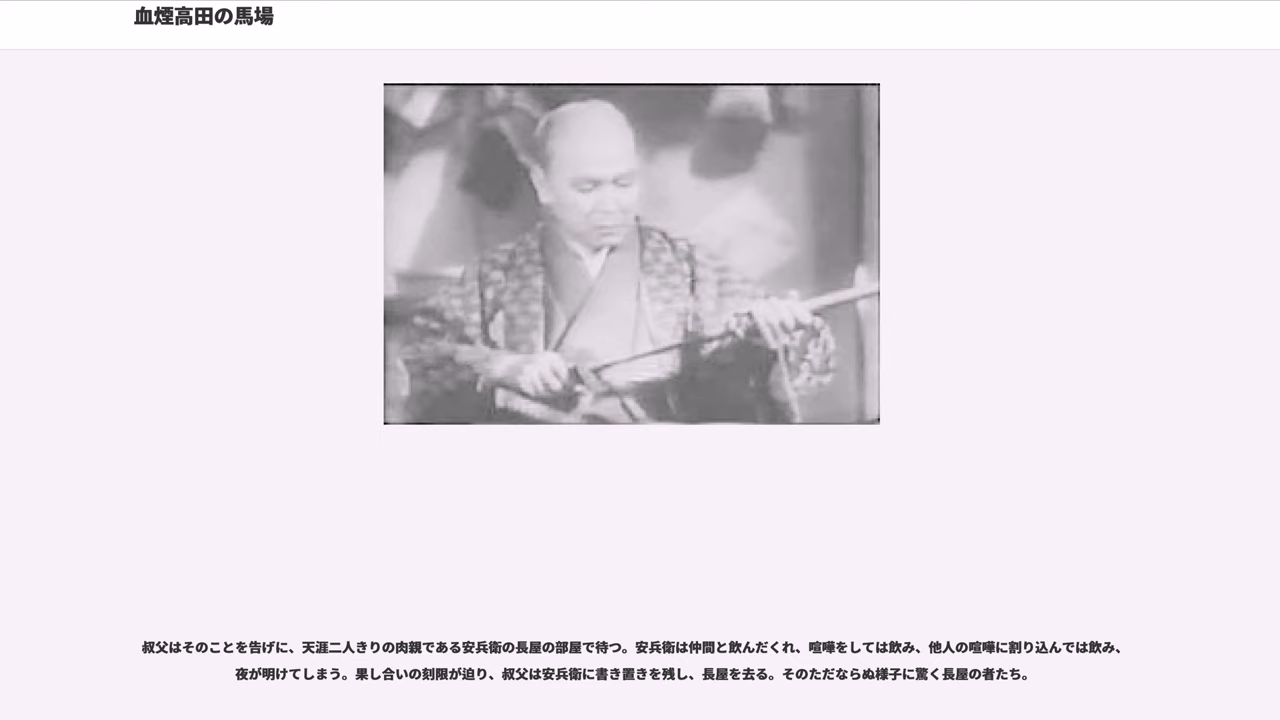 血煙高田の馬場
叔父はそのことを告げに、天涯二人きりの肉親である安兵衛の長屋の部屋で待つ。安兵衛は仲間と飲んだくれ、喧嘩をしては飲み、他人の喧嘩に割り込んでは飲み、
夜が明けてしまう。果し合いの刻限が迫り、叔父は安兵衛に書き置きを残し、長屋を去る。そのただならぬ様子に驚く長屋の者たち。